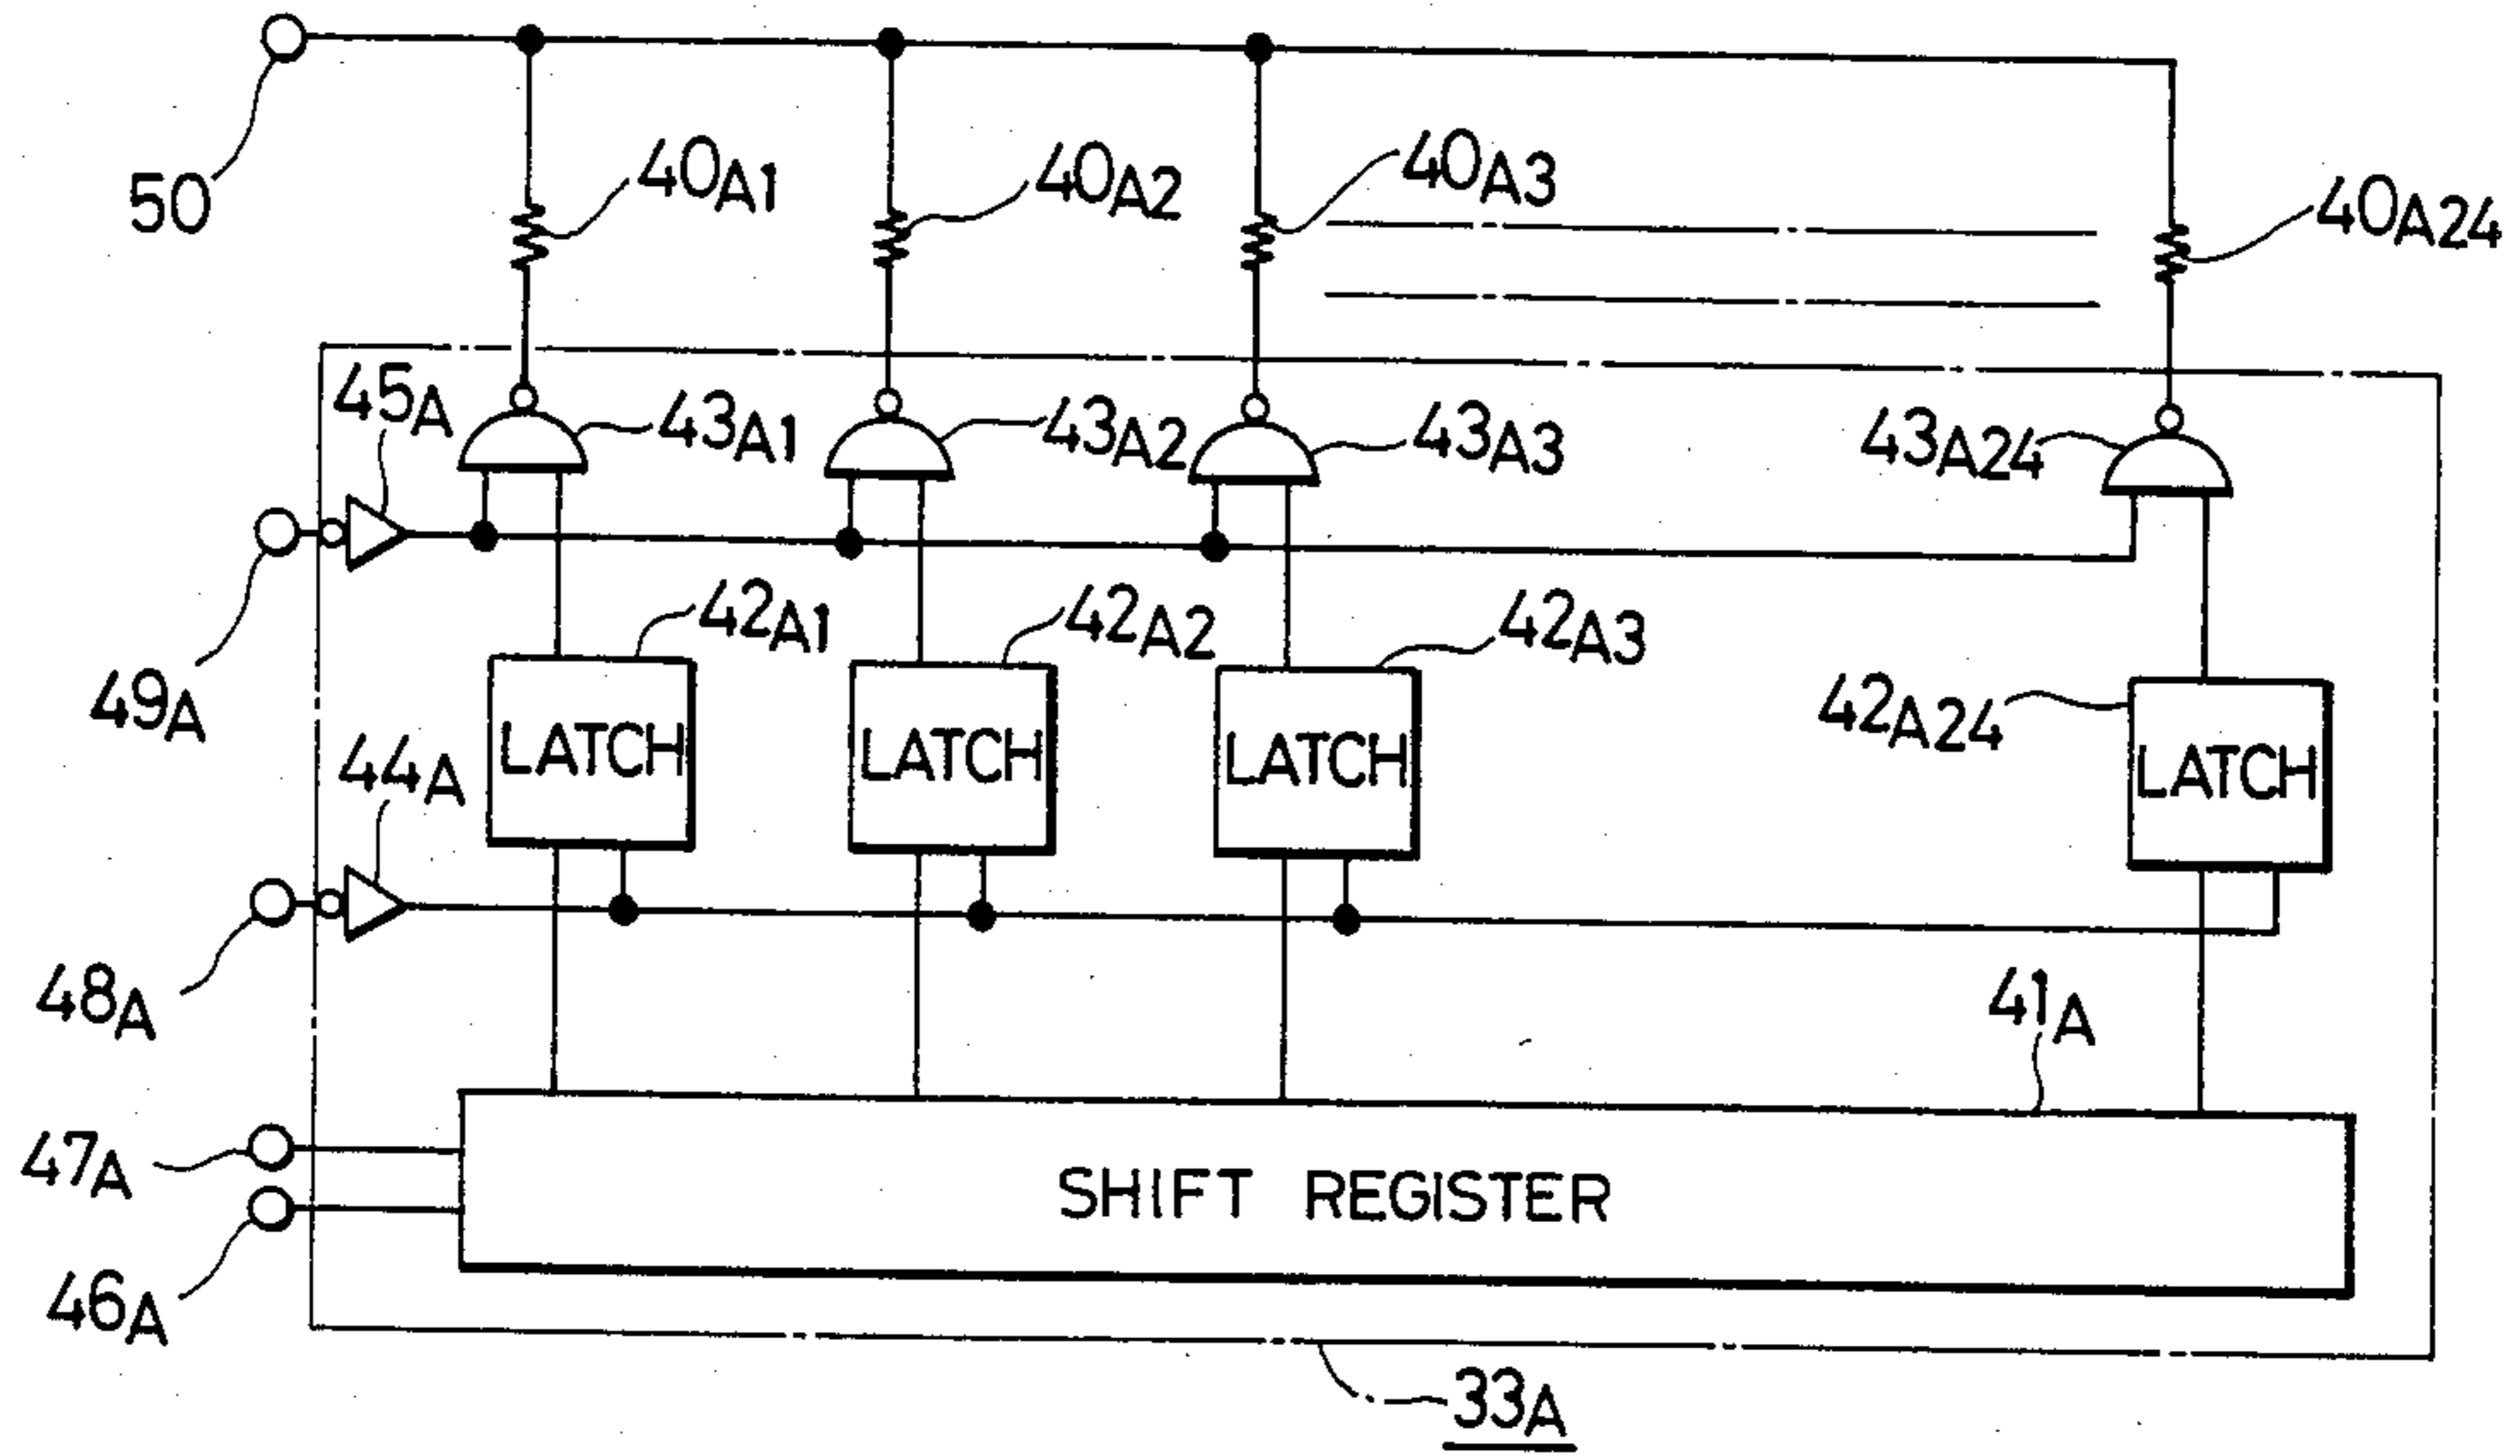 50
40A1
40A2
40A3
40A24
45A
43A1
43A2
43A3
43A24
49A
42A1
42A2
42A3
42A24
LATCH
LATCH
LATCH
LATCH
44A
48A
41A
47A
SHIFT REGISTER
46A
33A